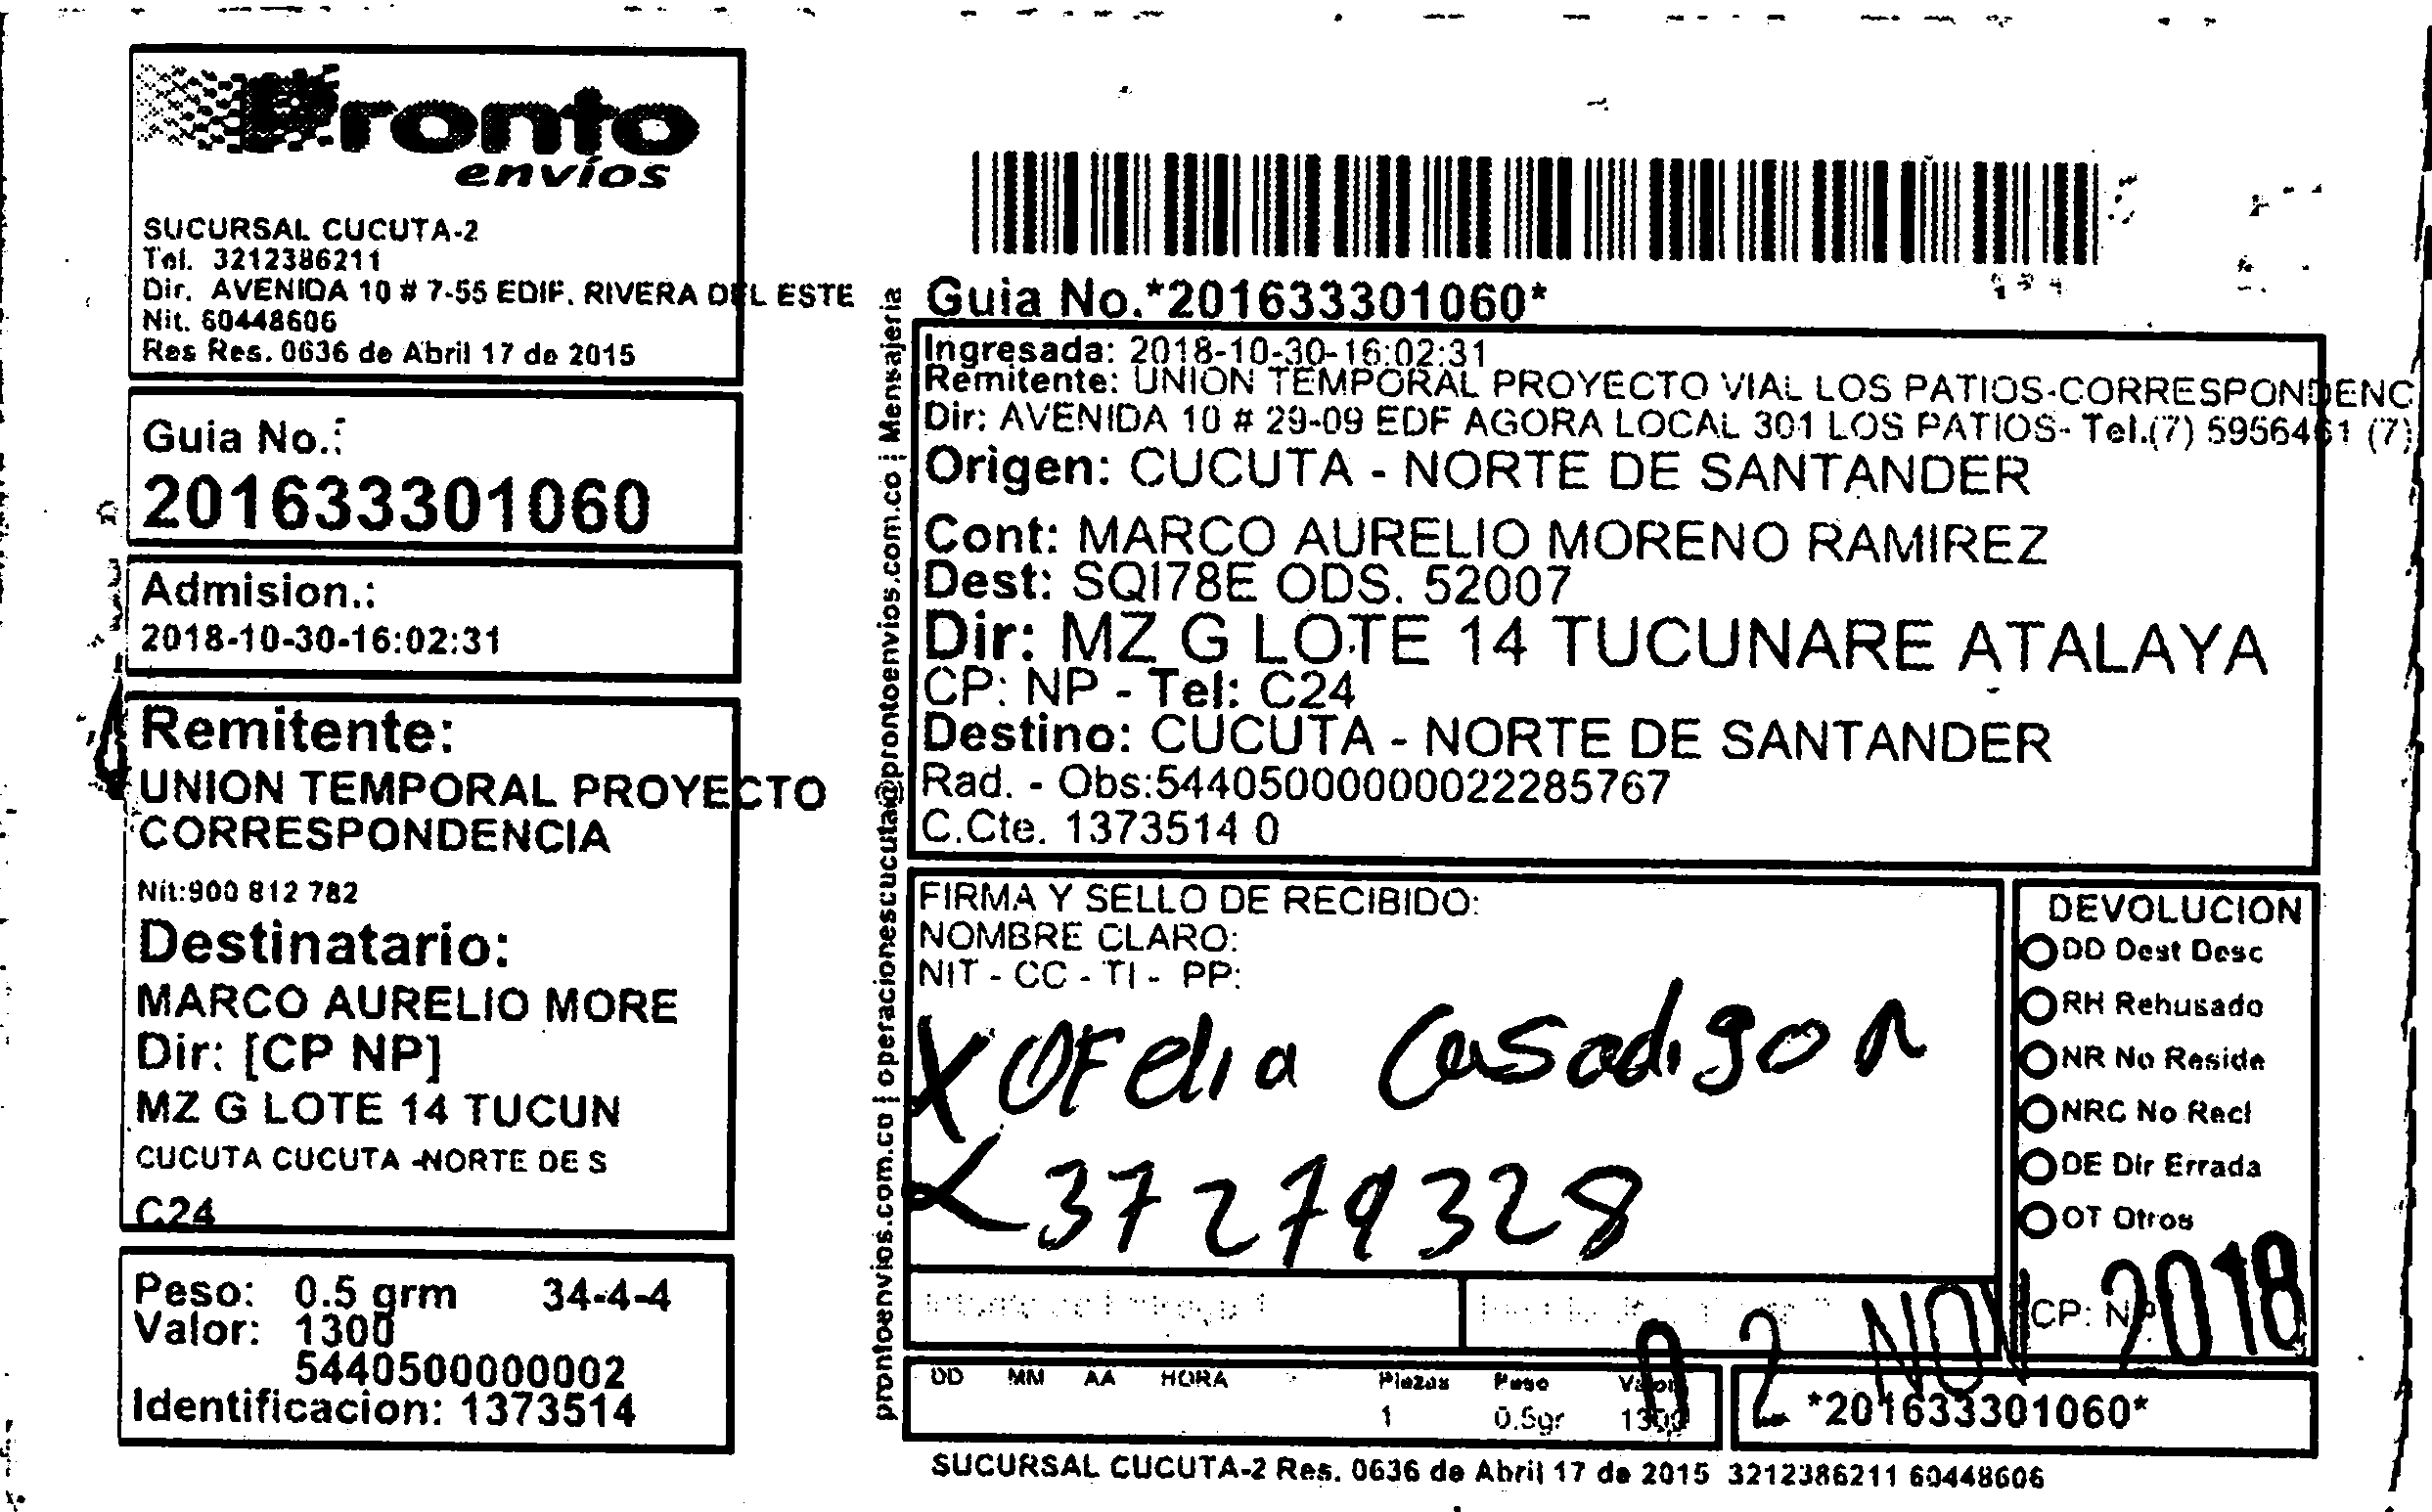 Pronto
envíos
SUCURSAL CUCUTA-2
Tel. 3212386211
Dir. AVENIDA 10 # 7-55 EDIF. RIVERA DEL ESTE
Nit. 60448606
Res Res. 0636 de Abril 17 de 2015
Guia No.:
201633301060
Admision.:
2018-10-30-16:02:31
Remitente:
UNION TEMPORAL PROYECTO
CORRESPONDENCIA
Nit:900 812 782
Destinatario:
MARCO AURELIO MORE
Dir: [CP NP]
MZ G LOTE 14 TUCUN
CUCUTA CUCUTA -NORTE DE S
C24
Peso: 0.5 grm 34-4-4
Valor: 1300
5440500000002
Identificacion: 1373514
prontoenvios.com.co | operacionescucuta@prontoenvios.com.co | Mensajeria
Guia No.*201633301060*
Ingresada: 2018-10-30-16:02:31
Remitente: UNION TEMPORAL PROYECTO VIAL LOS PATIOS-CORRESPONDENC
Dir: AVENIDA 10 # 29-09 EDF AGORA LOCAL 301 LOS PATIOS- Tel.(7) 5956461 (7)
Origen: CUCUTA - NORTE DE SANTANDER
Cont: MARCO AURELIO MORENO RAMIREZ
Dest: SQI78E ODS. 52007
Dir: MZ G LOTE 14 TUCUNARE ATALAYA
CP: NP - Tel: C24
Destino: CUCUTA - NORTE DE SANTANDER
Rad. - Obs:544050000000022285767
C.Cte. 1373514 0
FIRMA Y SELLO DE RECIBIDO:
NOMBRE CLARO:
NIT - CC - TI - PP:
X OFelia Casadigon
X 37279328
DEVOLUCION
DD Dest Desc
RH Rehusado
NR No Reside
NRC No Recl
DE Dir Errada
OT Otros
CP: NP
02 NOV 2018
DD MM AA HORA Piezas Peso Valor
1 0.5gr 1300
*201633301060*
SUCURSAL CUCUTA-2 Res. 0636 de Abril 17 de 2015 3212386211 60448606